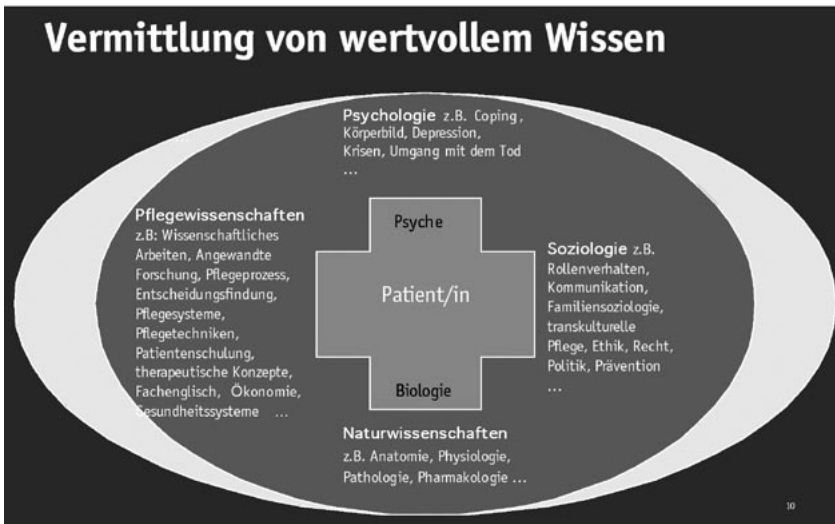 Vermittlung von wertvollem Wissen
Psychologie z.B. Coping,
Körperbild, Depression,
Krisen, Umgang mit dem Tod
...
Pflegewissenschaften
z.B: Wissenschaftliches
Arbeiten, Angewandte
Forschung, Pflegeprozess,
Entscheidungsfindung,
Pflegesysteme,
Pflegetechniken,
Patientenschulung,
therapeutische Konzepte,
Fachenglisch, Ökonomie,
Gesundheitssysteme ...
Psyche
Patient/in
Biologie
Soziologie z.B.
Rollenverhalten,
Kommunikation,
Familiensoziologie,
transkulturelle
Pflege, Ethik, Recht,
Politik, Prävention
...
Naturwissenschaften
z.B. Anatomie, Physiologie,
Pathologie, Pharmakologie ...
10